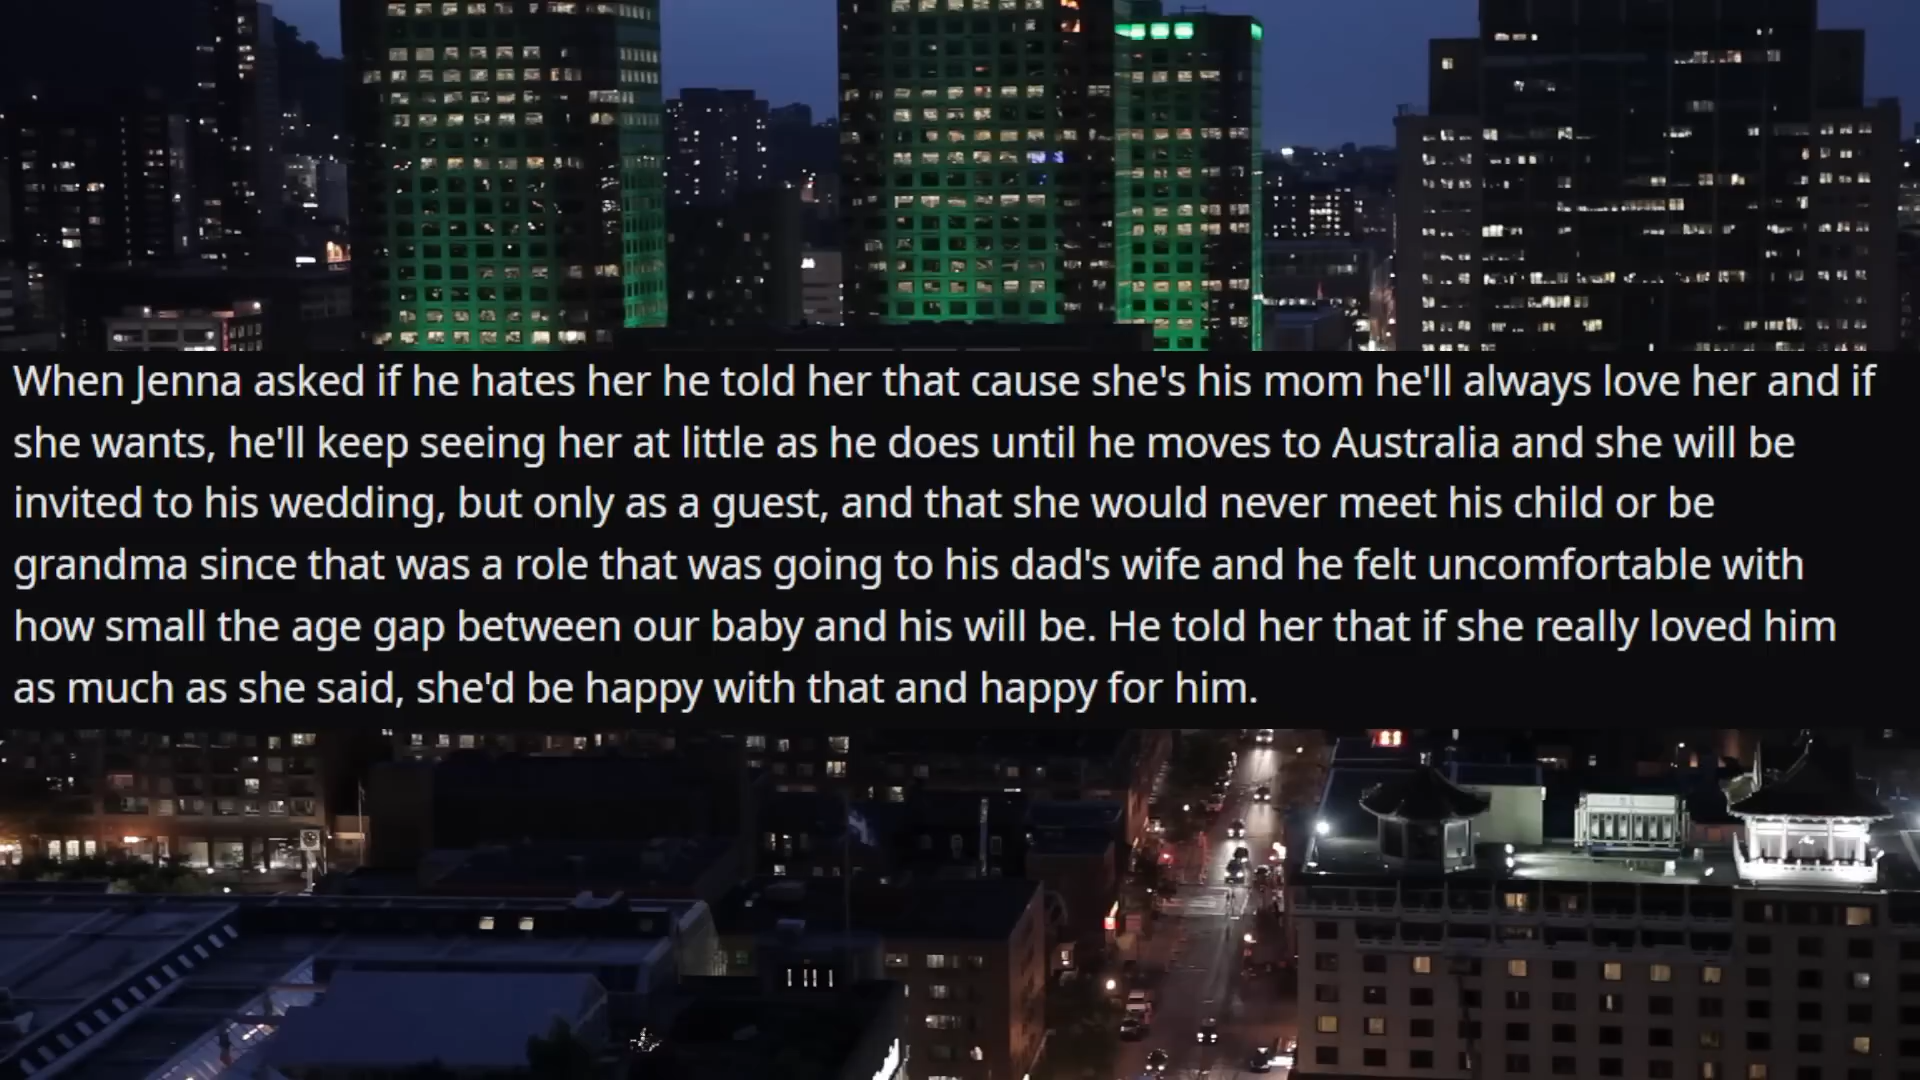 When Jenna asked if he hates her he told her that cause she's his mom he'll always love her and if
she wants, he'll keep seeing her at little as he does until he moves to Australia and she will be
invited to his wedding, but only as a guest, and that she would never meet his child or be
grandma since that was a role that was going to his dad's wife and he felt uncomfortable with
how small the age gap between our baby and his will be. He told her that if she really loved him
as much as she said, she'd be happy with that and happy for him.